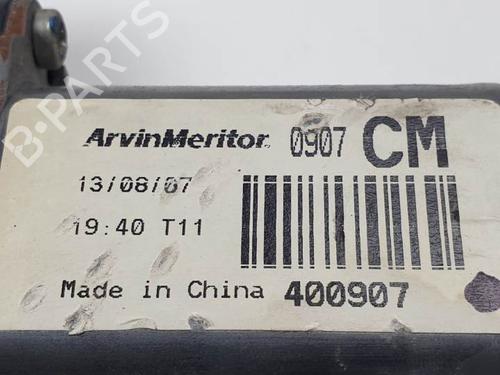 B-PARTS
ArvinMeritor 0907 CM
13/08/07
19:40 T11
Made in China 400907